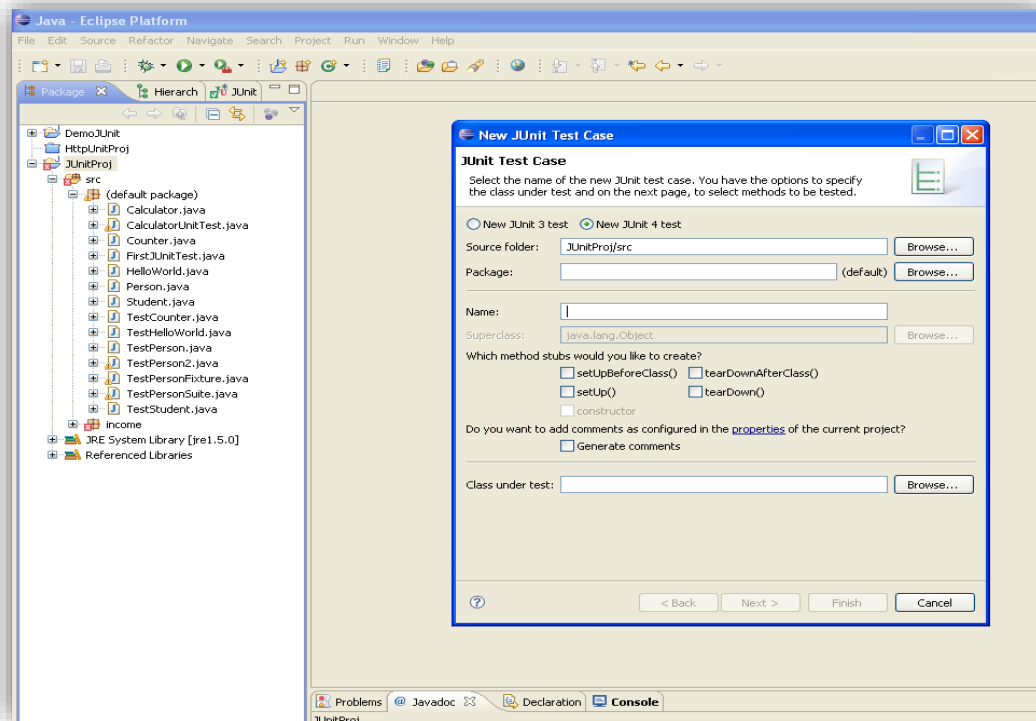 Java - Eclipse Platform
File Edit Source Refactor Navigate Search Project Run Window Help
Package Hierarch JUnit
DemoJUnit
HttpUnitProj
JUnitProj
src
(default package)
Calculator.java
CalculatorUnitTest.java
Counter.java
FirstJUnitTest.java
HelloWorld.java
Person.java
Student.java
TestCounter.java
TestHelloWorld.java
TestPerson.java
TestPerson2.java
TestPersonFixture.java
TestPersonSuite.java
TestStudent.java
income
JRE System Library [jre1.5.0]
Referenced Libraries
New JUnit Test Case
JUnit Test Case
Select the name of the new JUnit test case. You have the options to specify
the class under test and on the next page, to select methods to be tested.
New JUnit 3 test New JUnit 4 test
Source folder: JUnitProj/src Browse...
Package: (default) Browse...
Name:
Superclass: java.lang.Object Browse...
Which method stubs would you like to create?
setUpBeforeClass() tearDownAfterClass()
setUp() tearDown()
constructor
Do you want to add comments as configured in the properties of the current project?
Generate comments
Class under test: Browse...
< Back Next > Finish Cancel
Problems @ Javadoc Declaration Console
JUnitProj